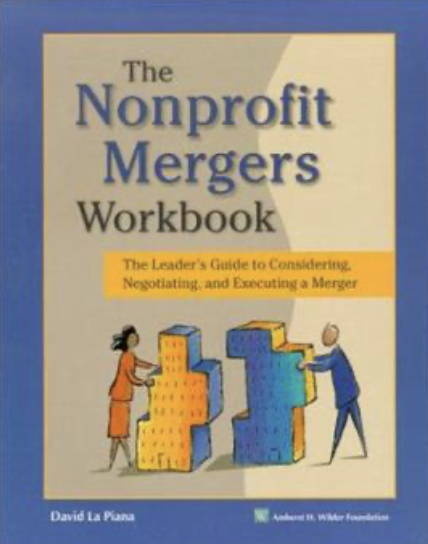 The
Nonprofit
Mergers
Workbook
The Leader's Guide to Considering,
Negotiating, and Executing a Merger
David La Piana
Amherst H. Wilder Foundation